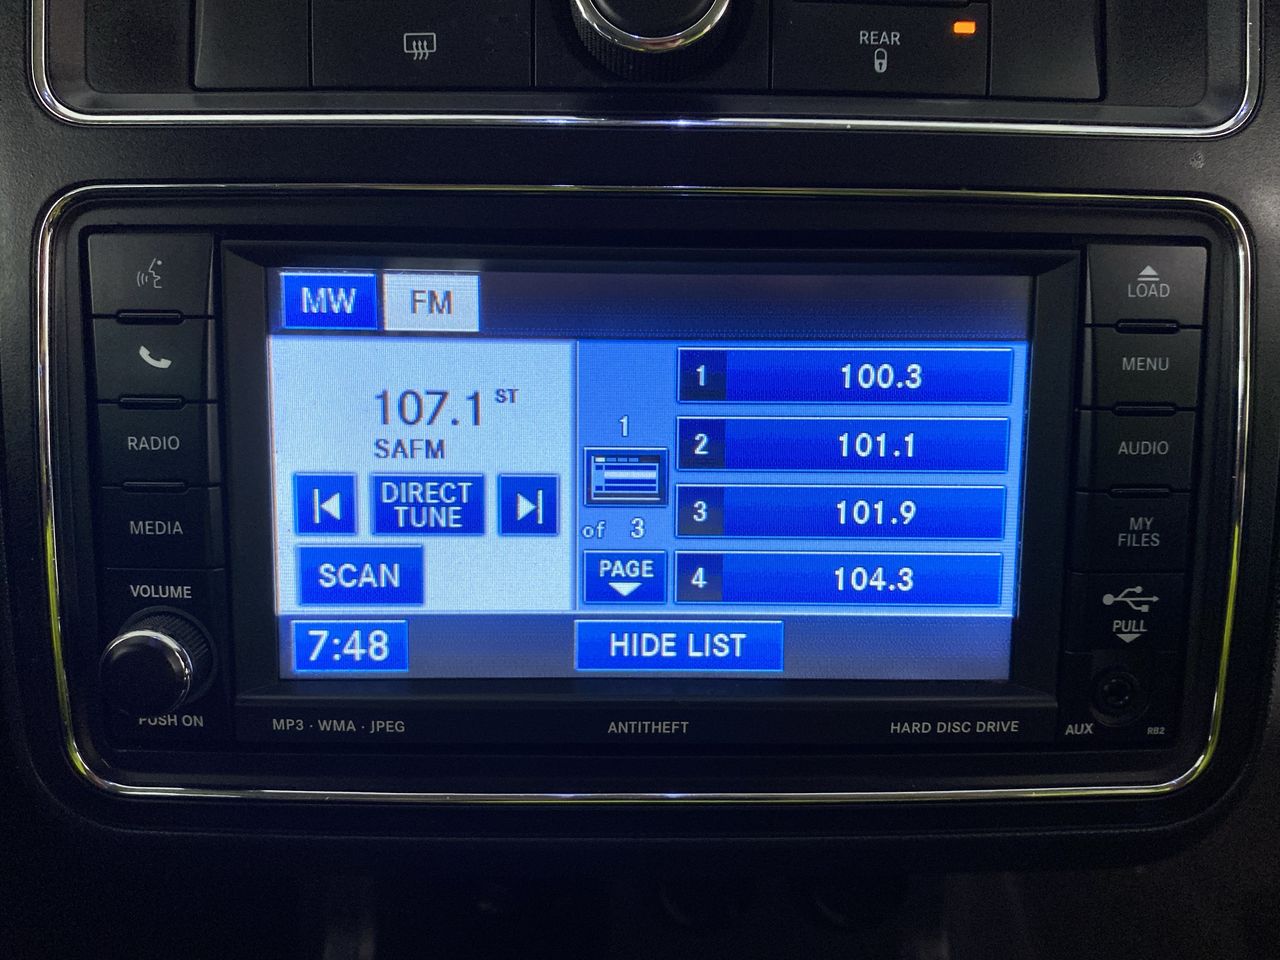 REAR
LOAD
MENU
AUDIO
MY
FILES
PULL
AUX
RB2
RADIO
MEDIA
VOLUME
PUSH ON
MW FM
107.1 ST
SAFM
DIRECT
TUNE
SCAN
7:48
1
of 3
PAGE
1 100.3
2 101.1
3 101.9
4 104.3
HIDE LIST
MP3 · WMA · JPEG
ANTITHEFT
HARD DISC DRIVE